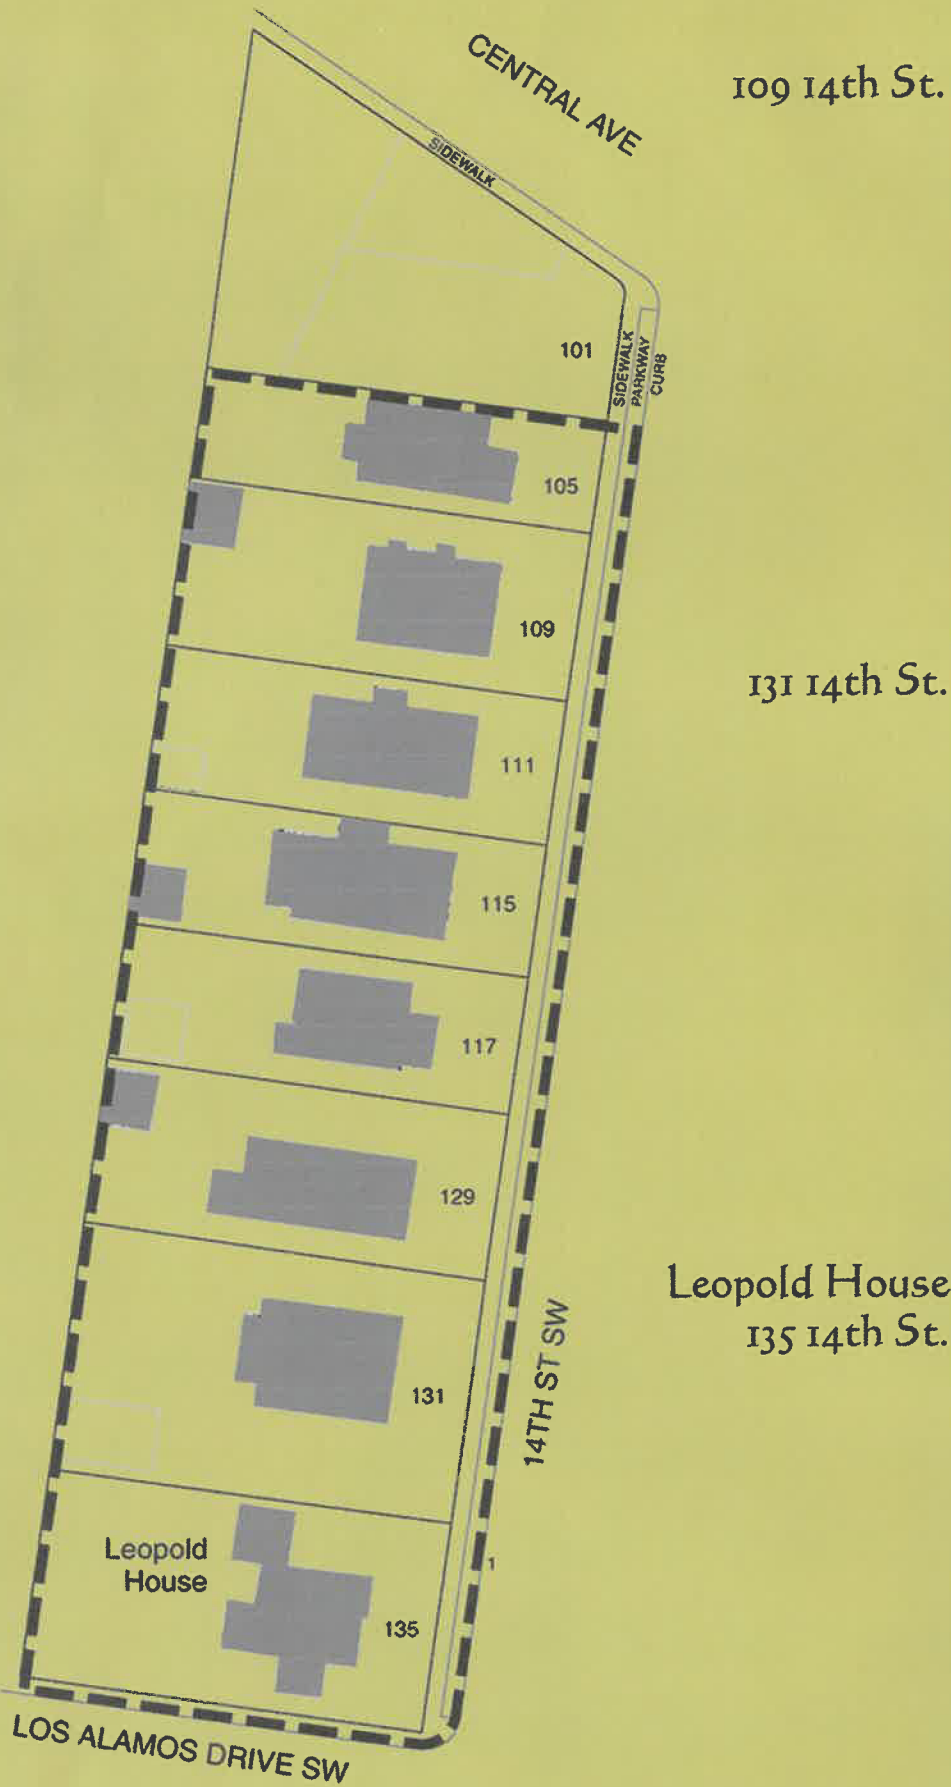 CENTRAL AVE
109 14th St.
SIDEWALK
101
SIDEWALK
PARKWAY
CURB
105
109
131 14th St.
111
115
117
129
Leopold House
135 14th St.
14TH ST SW
131
Leopold
House
1
135
LOS ALAMOS DRIVE SW